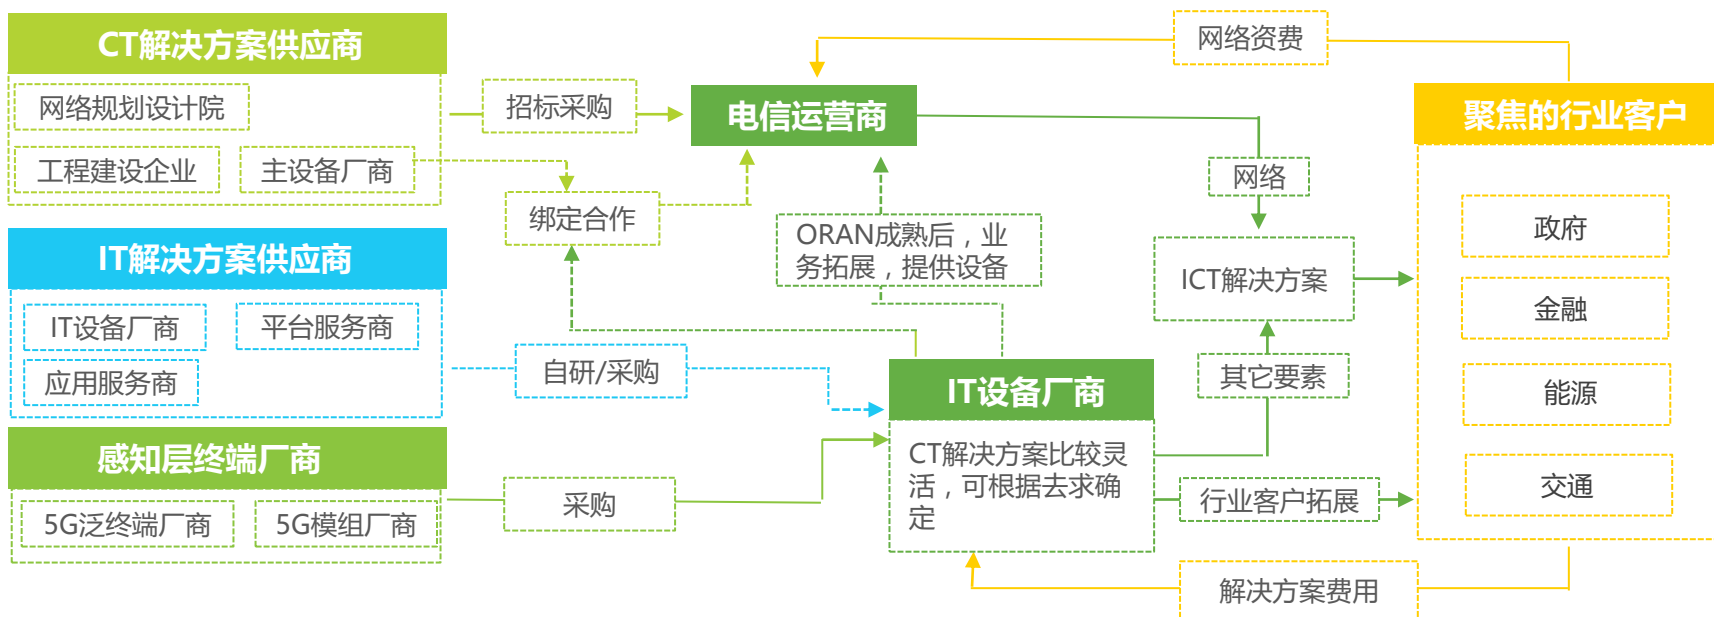 CT解决方案供应商
网络规划设计院
工程建设企业
主设备厂商
IT解决方案供应商
IT设备厂商
平台服务商
应用服务商
感知层终端厂商
5G泛终端厂商
5G模组厂商
招标采购
绑定合作
自研/采购
采购
电信运营商
ORAN成熟后，业
务拓展，提供设备
IT设备厂商
CT解决方案比较灵
活，可根据去求确
定
网络资费
网络
ICT解决方案
其它要素
行业客户拓展
解决方案费用
聚焦的行业客户
政府
金融
能源
交通